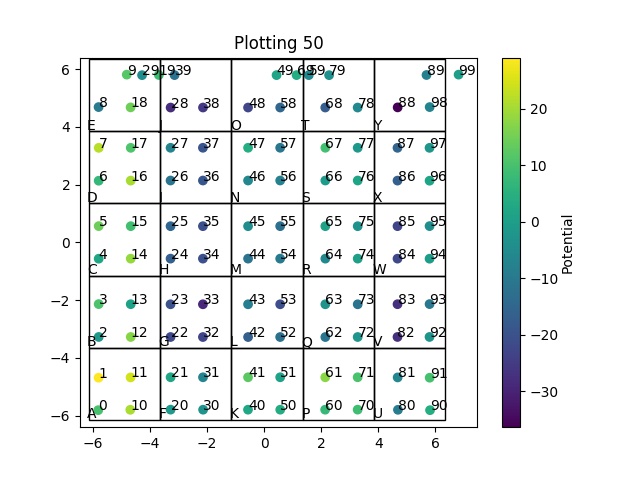 Plotting 50
6 9 29 19 39 49 69 59 79 89 99
8 18 28 38 48 58 68 78 88 98
4 E J O T Y
7 17 27 37 47 57 67 77 87 97
2 6 16 26 36 46 56 66 76 86 96
D I N S X
5 15 25 35 45 55 65 75 85 95
0
4 14 24 34 44 54 64 74 84 94
C H M R W
−2 3 13 23 33 43 53 63 73 83 93
2 12 22 32 42 52 62 72 82 92
B G L Q V
−4
1 11 21 31 41 51 61 71 81 91
0 10 20 30 40 50 60 70 80 90
−6 A F K P U
−6 −4 −2 0 2 4 6
20
10
0
−10
−20
−30
Potential